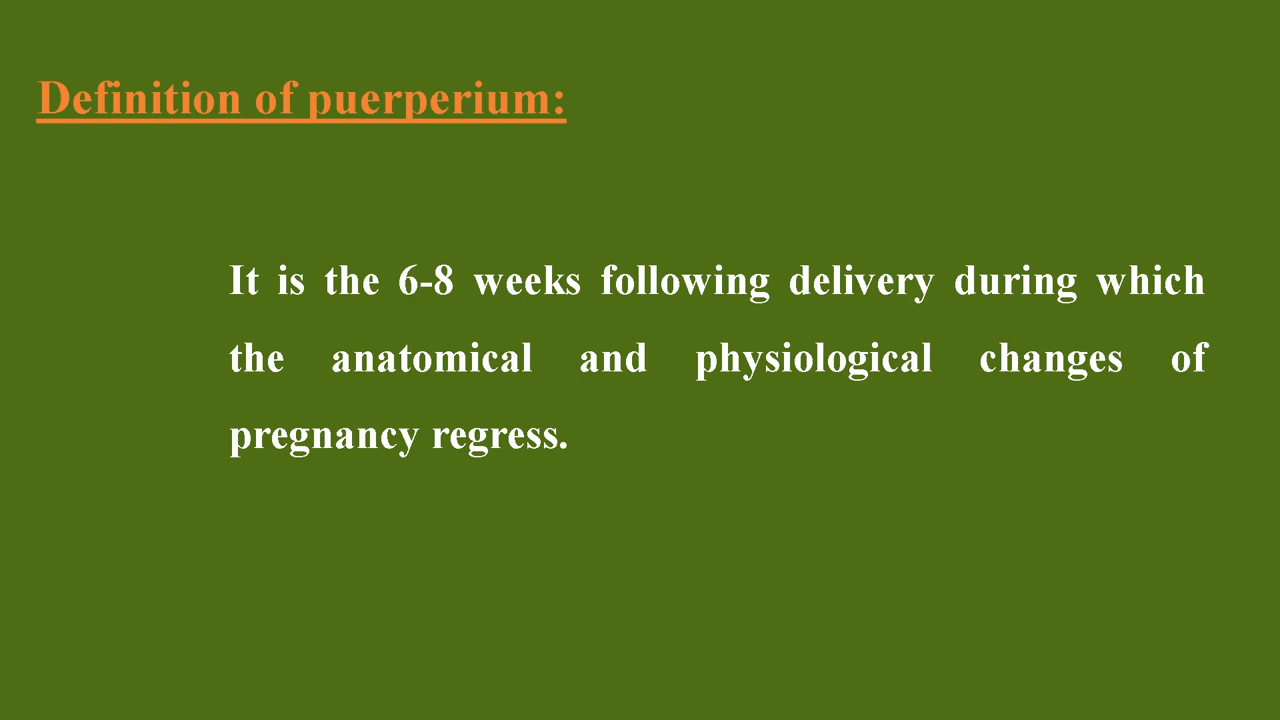 Definition of puerperium:
It is the 6-8 weeks following delivery during which
the anatomical and physiological changes of
pregnancy regress.